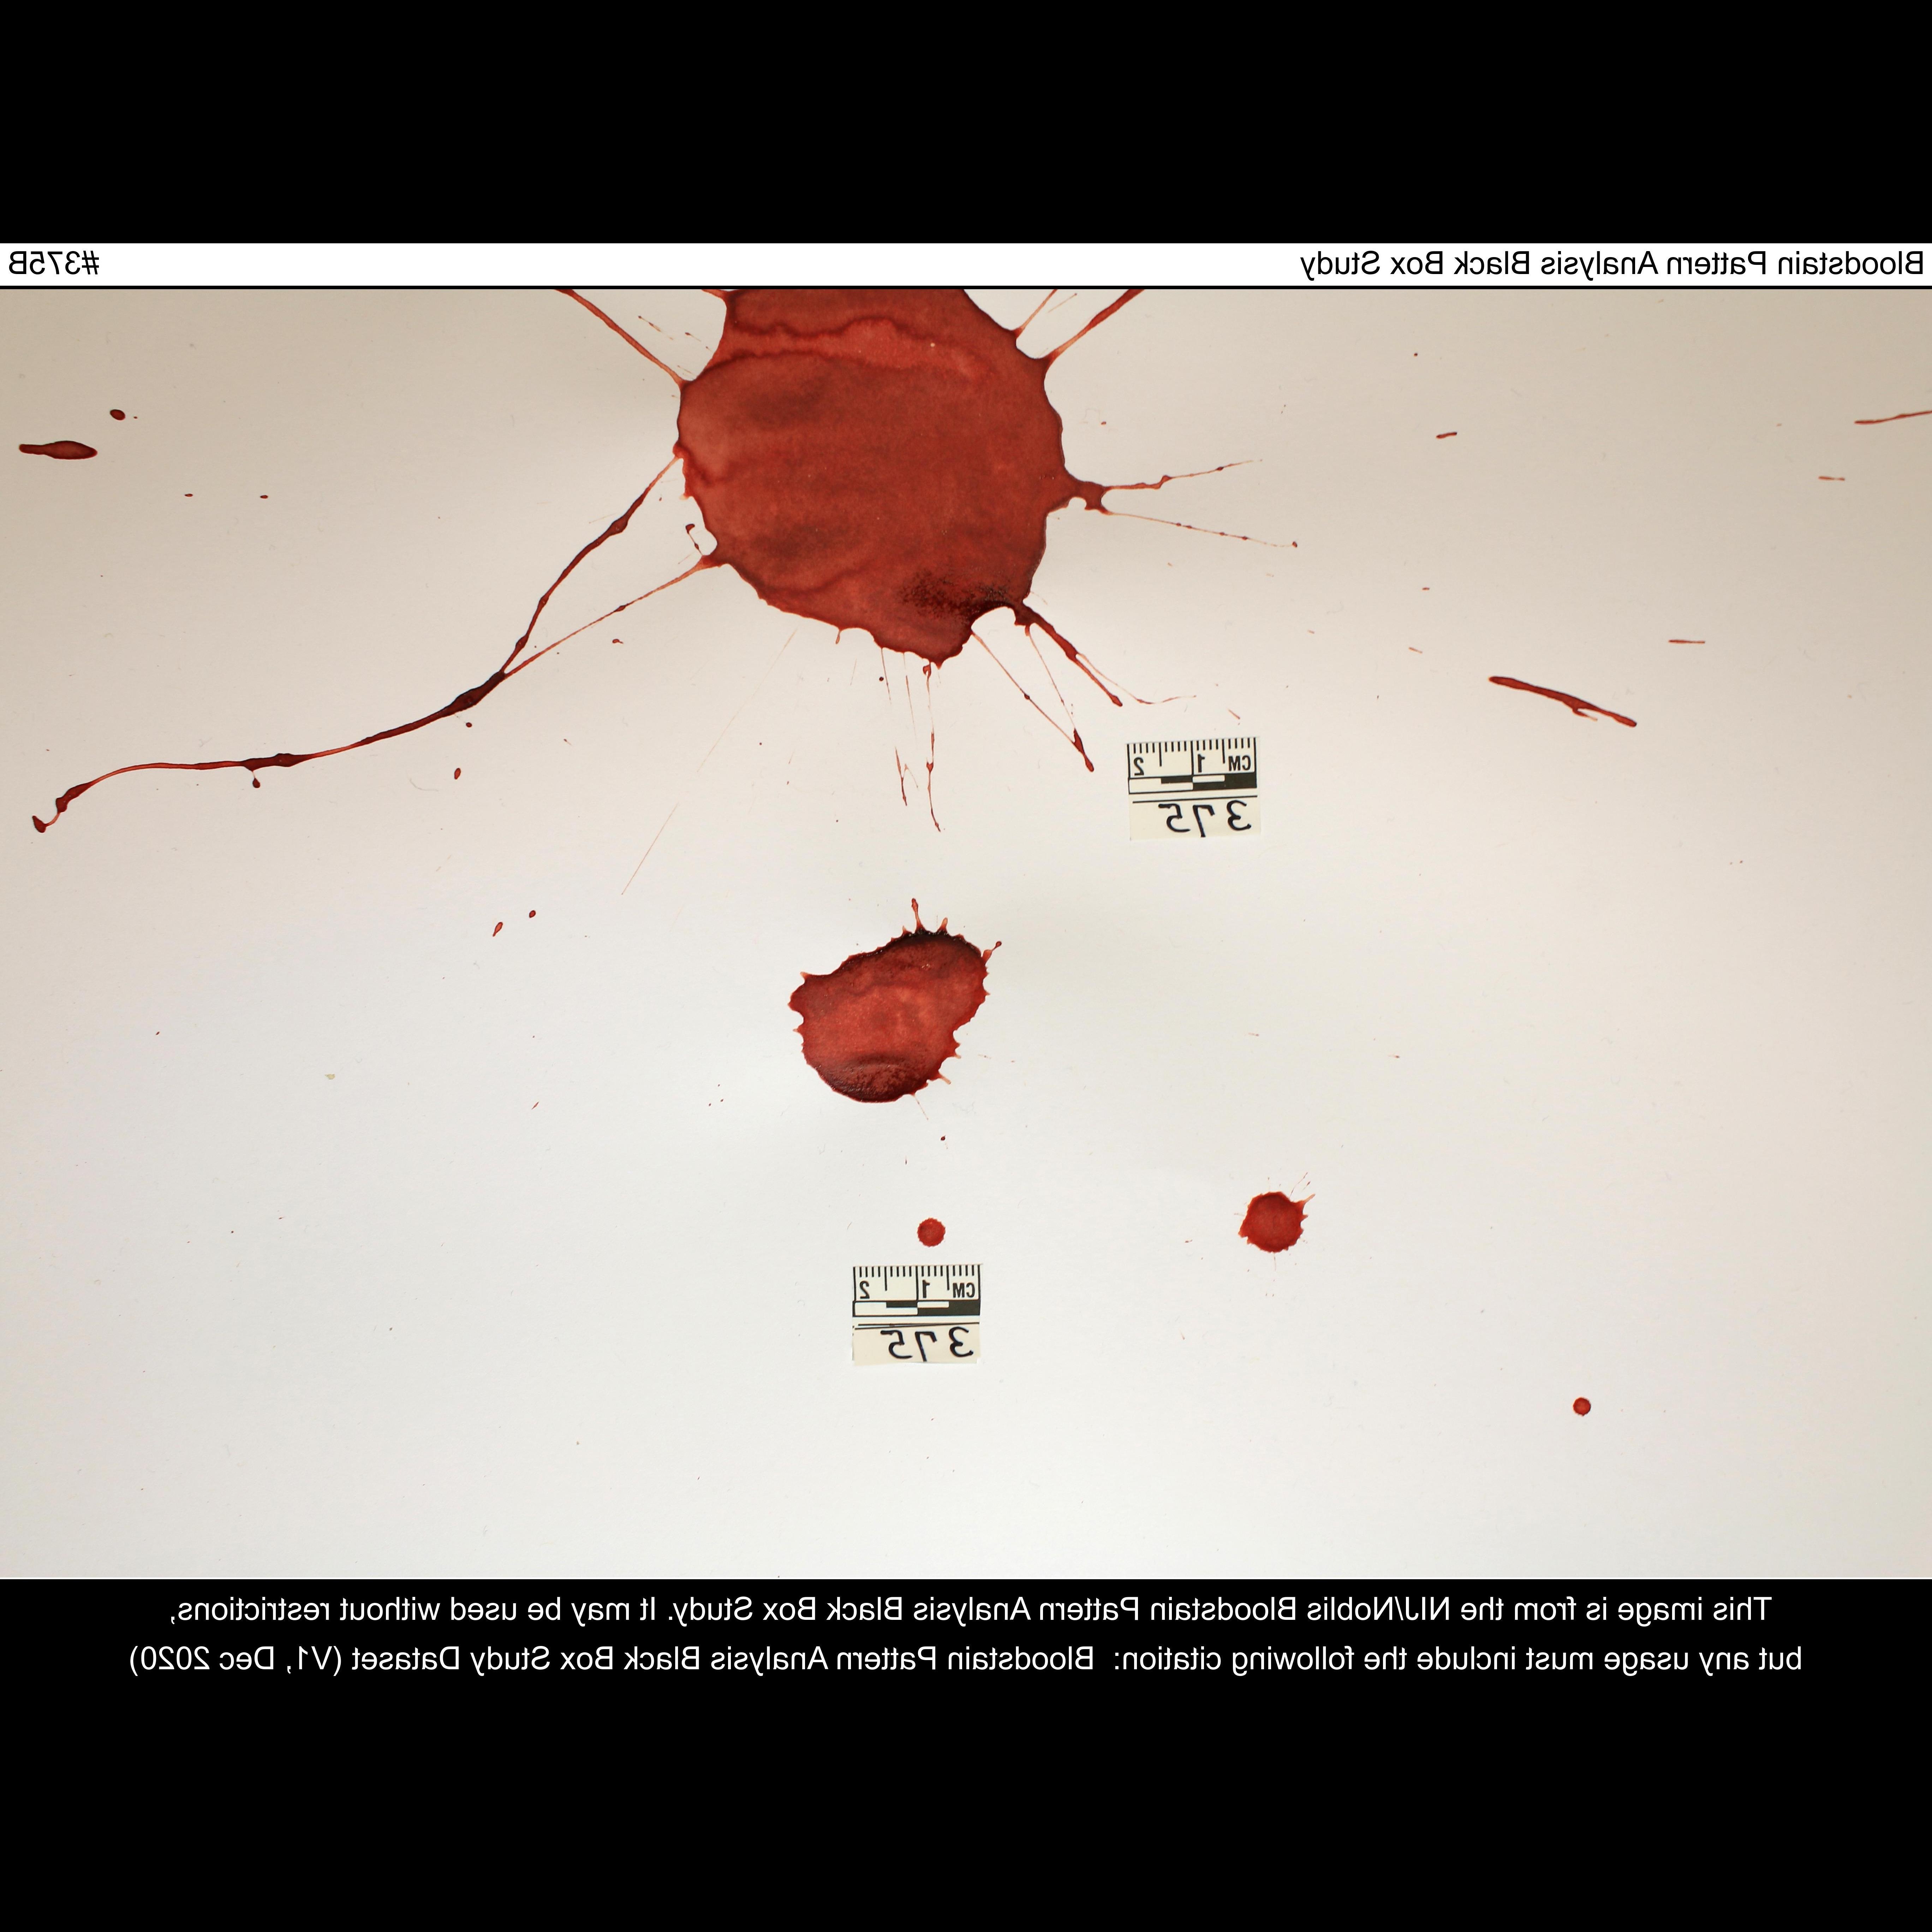 Bloodstain Pattern Analysis Black Box Study #375B
CM 1 2
375
CM 1 2
375
This image is from the NIJ/Noblis Bloodstain Pattern Analysis Black Box Study. It may be used without restrictions,
but any usage must include the following citation: Bloodstain Pattern Analysis Black Box Study Dataset (V1, Dec 2020)